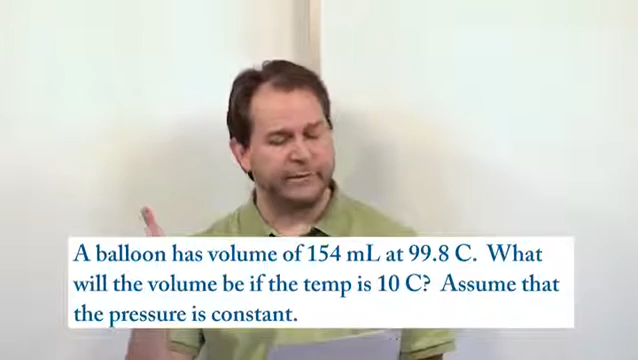 A balloon has volume of 154 mL at 99.8 C.  What
will the volume be if the temp is 10 C?  Assume that
the pressure is constant.